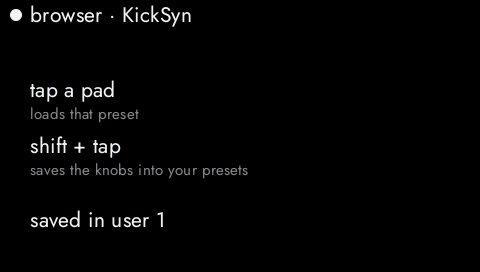 browser · KickSyn
tap a pad
loads that preset
shift + tap
saves the knobs into your presets
saved in user 1